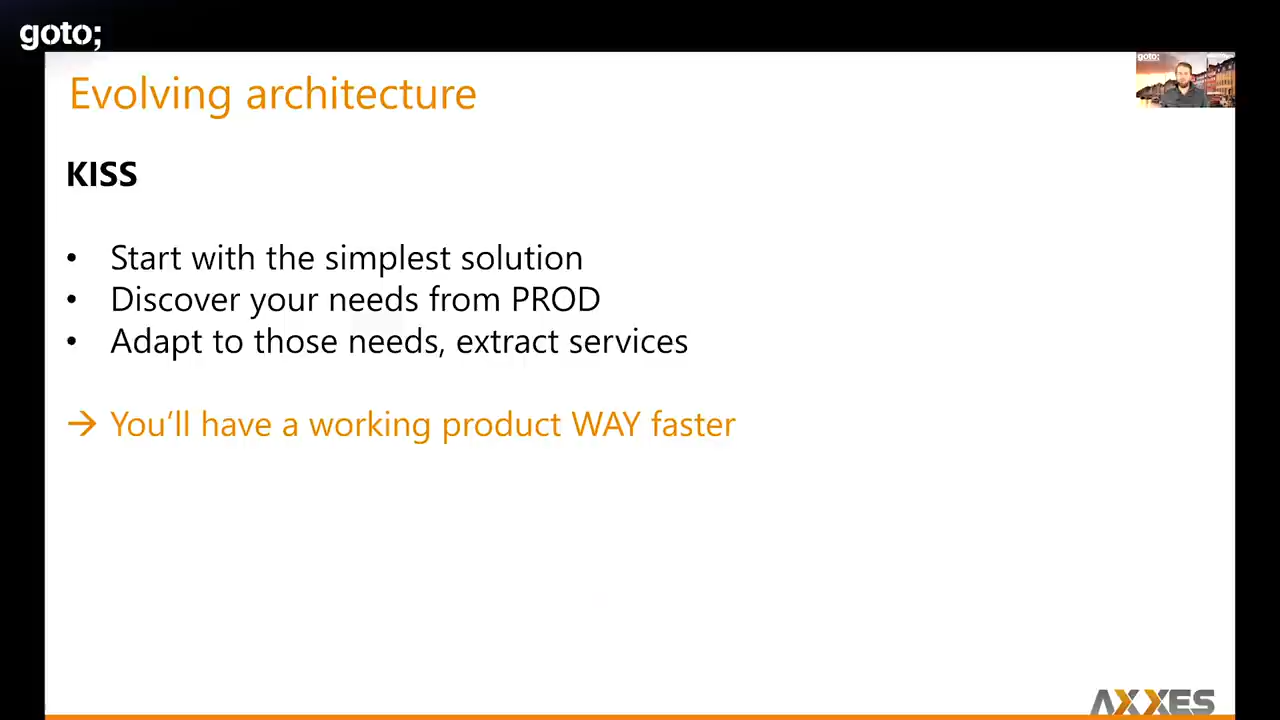 goto;
goto;
Evolving architecture
KISS
• Start with the simplest solution
• Discover your needs from PROD
• Adapt to those needs, extract services
→ You'll have a working product WAY faster
AXXES